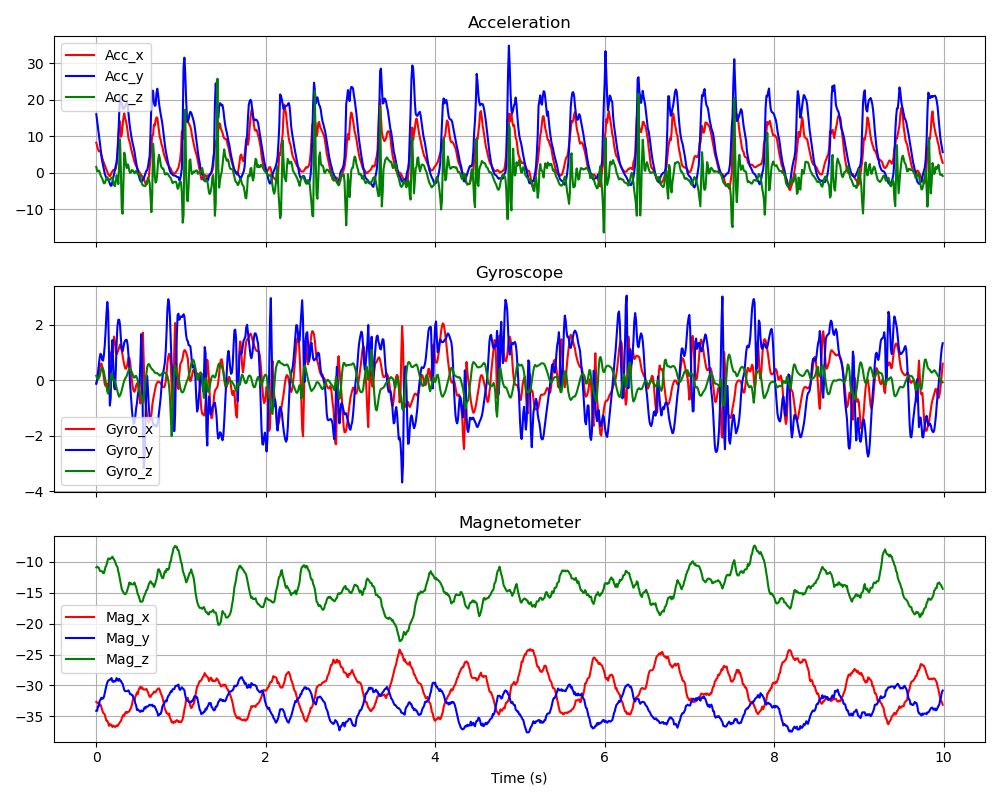 Acceleration
Acc_x
Acc_y
Acc_z
30
20
10
0
−10
Gyroscope
2
0
−2
−4
Gyro_x
Gyro_y
Gyro_z
Magnetometer
−10
−15
−20
−25
−30
−35
Mag_x
Mag_y
Mag_z
0 2 4 6 8 10
Time (s)